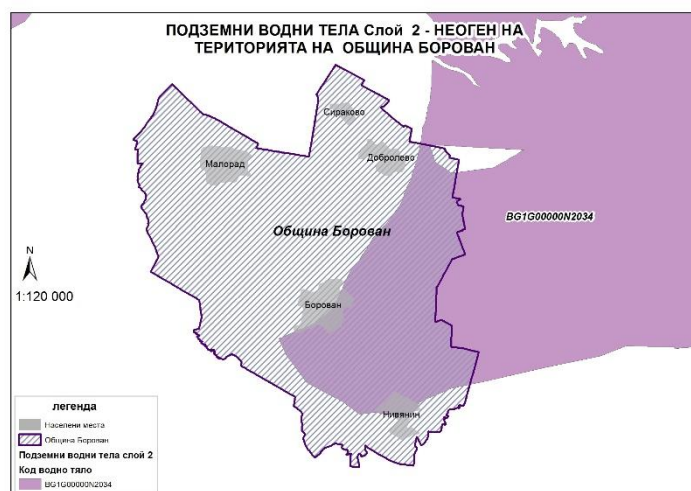 ПОДЗЕМНИ ВОДНИ ТЕЛА Слой 2 - НЕОГЕН НА
ТЕРИТОРИЯТА НА ОБЩИНА БОРОВАН
Сираково
Малорад
Добролево
BG1G00000N2034
Община Борован
N
1:120 000
Борован
Нивянин
легенда
Населени места
Община Борован
Подземни водни тела слой 2
Код водно тяло
BG1G00000N2034